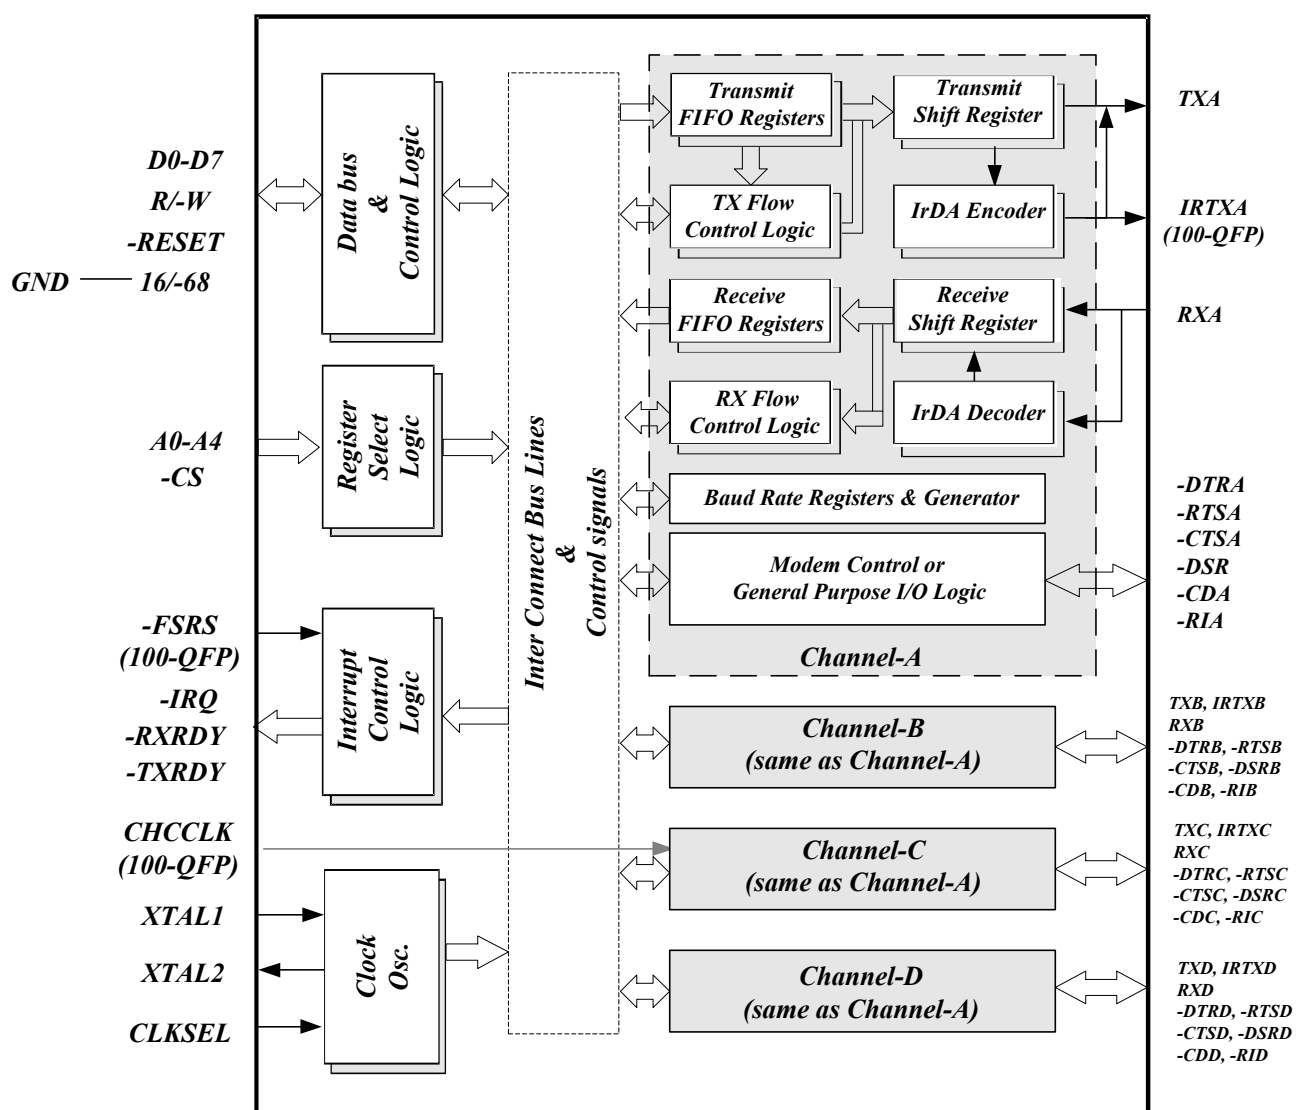 D0-D7
R/-W
-RESET
GND
16/-68
A0-A4
-CS
-FSRS
(100-QFP)
-IRQ
-RXRDY
-TXRDY
CHCCLK
(100-QFP)
XTAL1
XTAL2
CLKSEL
Data bus
&
Control Logic
Register
Select
Logic
Interrupt
Control
Logic
Clock
Osc.
Inter Connect Bus Lines
&
Control signals
Transmit
FIFO Registers
Transmit
Shift Register
TX Flow
Control Logic
IrDA Encoder
Receive
FIFO Registers
Receive
Shift Register
RX Flow
Control Logic
IrDA Decoder
Baud Rate Registers & Generator
Modem Control or
General Purpose I/O Logic
Channel-A
Channel-B
(same as Channel-A)
Channel-C
(same as Channel-A)
Channel-D
(same as Channel-A)
TXA
IRTXA
(100-QFP)
RXA
-DTRA
-RTSA
-CTSA
-DSR
-CDA
-RIA
TXB, IRTXB
RXB
-DTRB, -RTSB
-CTSB, -DSRB
-CDB, -RIB
TXC, IRTXC
RXC
-DTRC, -RTSC
-CTSC, -DSRC
-CDC, -RIC
TXD, IRTXD
RXD
-DTRD, -RTSD
-CTSD, -DSRD
-CDD, -RID